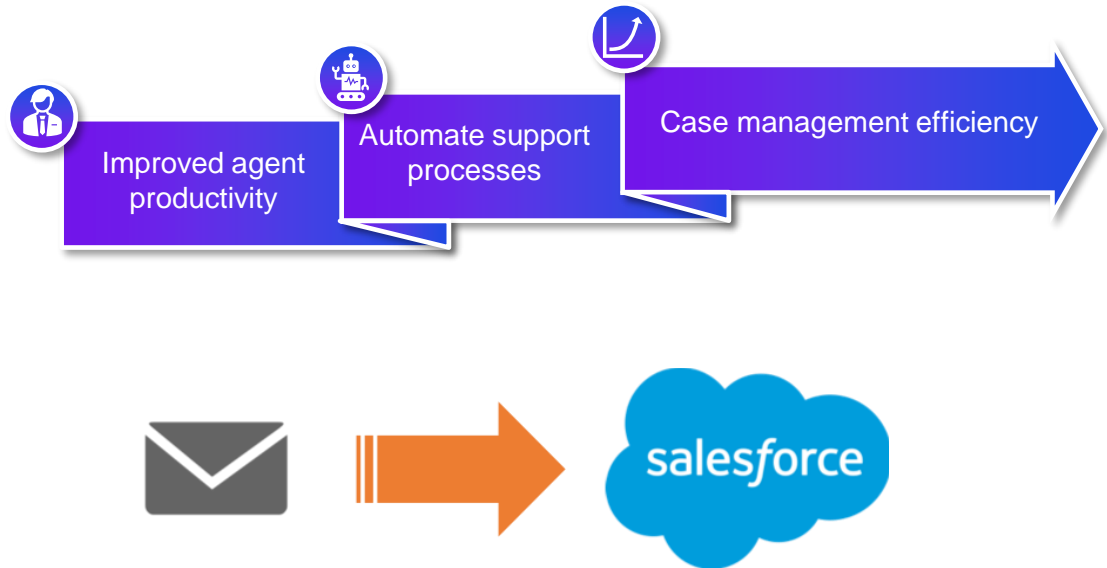 Improved agent
productivity
Automate support
processes
Case management efficiency
salesforce